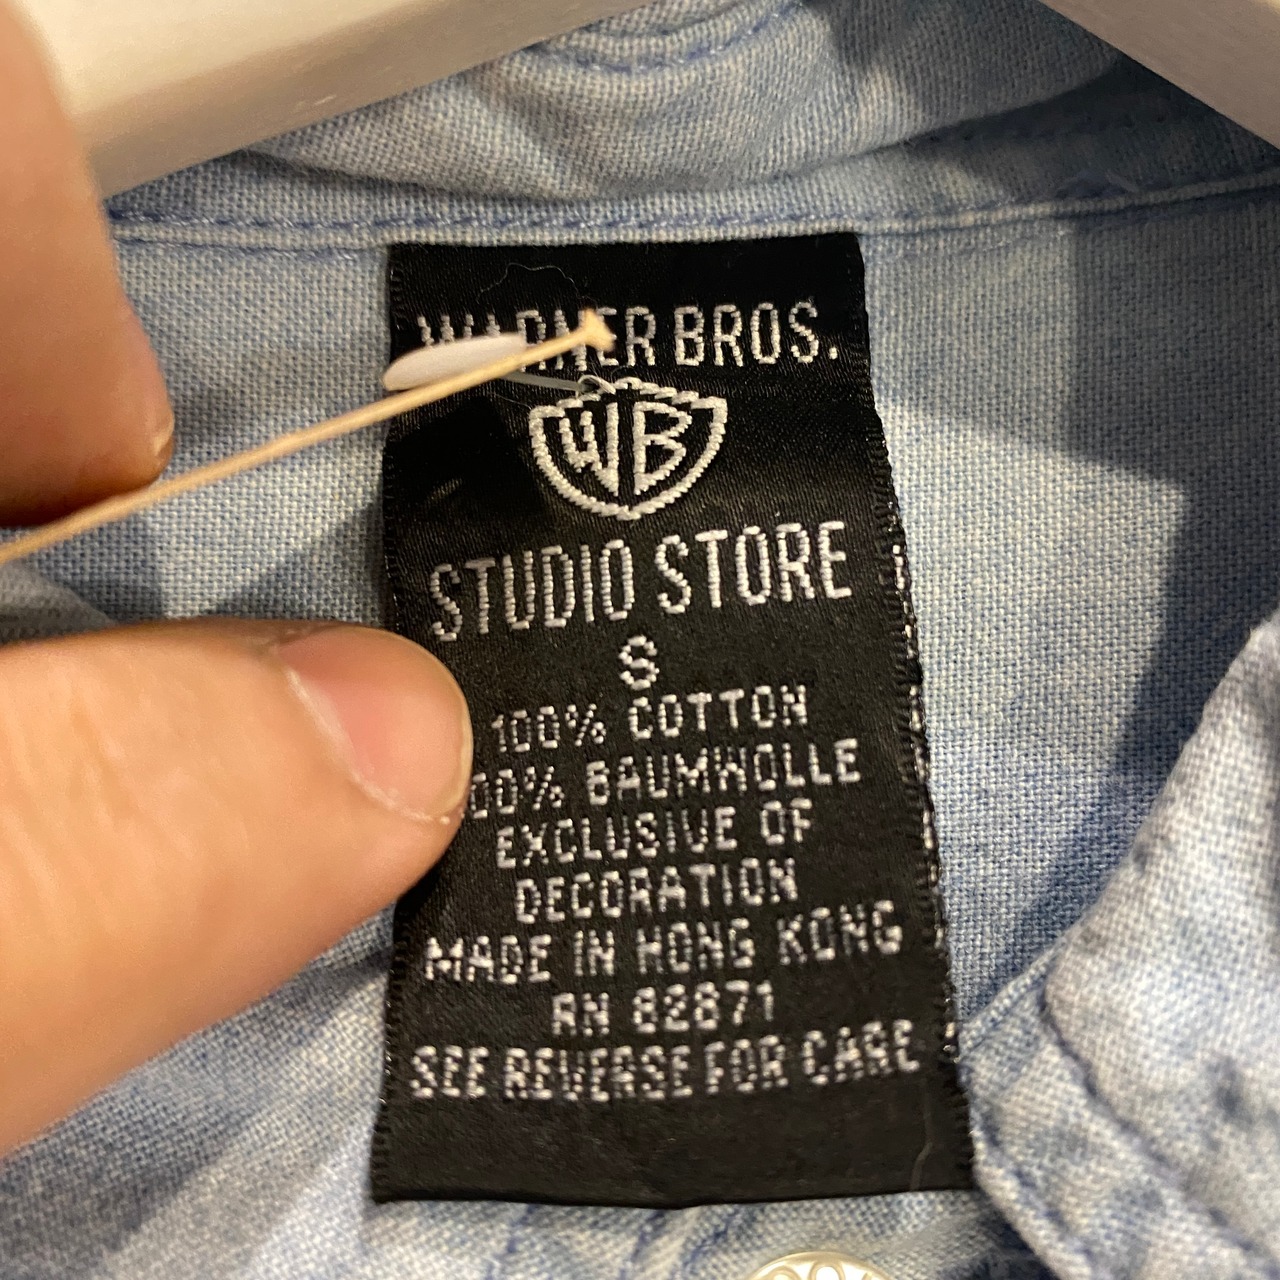 WARNER BROS.
WB
STUDIO STORE
S
100% COTTON
00% BAUMWOLLE
EXCLUSIVE OF
DECORATION
MADE IN HONG KONG
RN 82871
SEE REVERSE FOR CARE